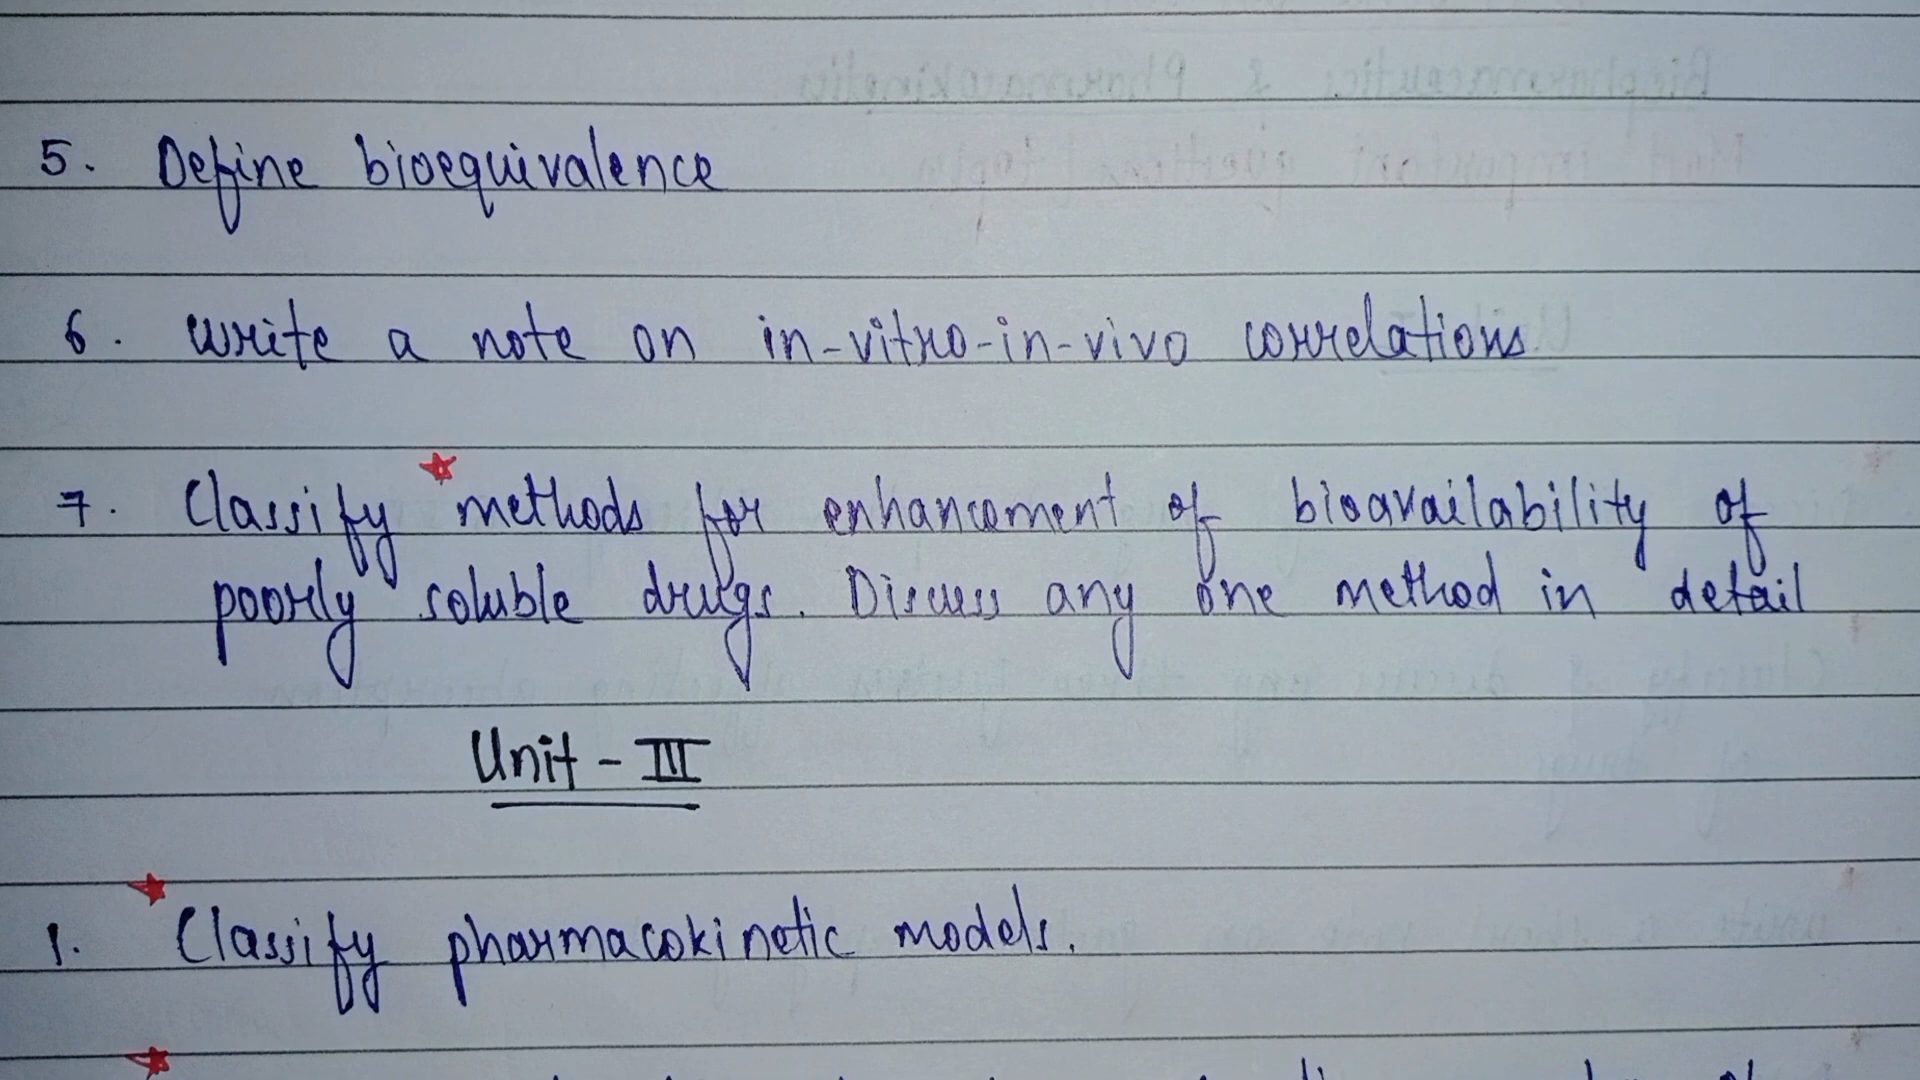 5. Define bioequivalence
6. Write a note on in-vitro-in-vivo correlations
7. Classify methods for enhancement of bioavailability of
poorly soluble drugs. Discuss any one method in detail
Unit - III
1. Classify pharmacokinetic models.